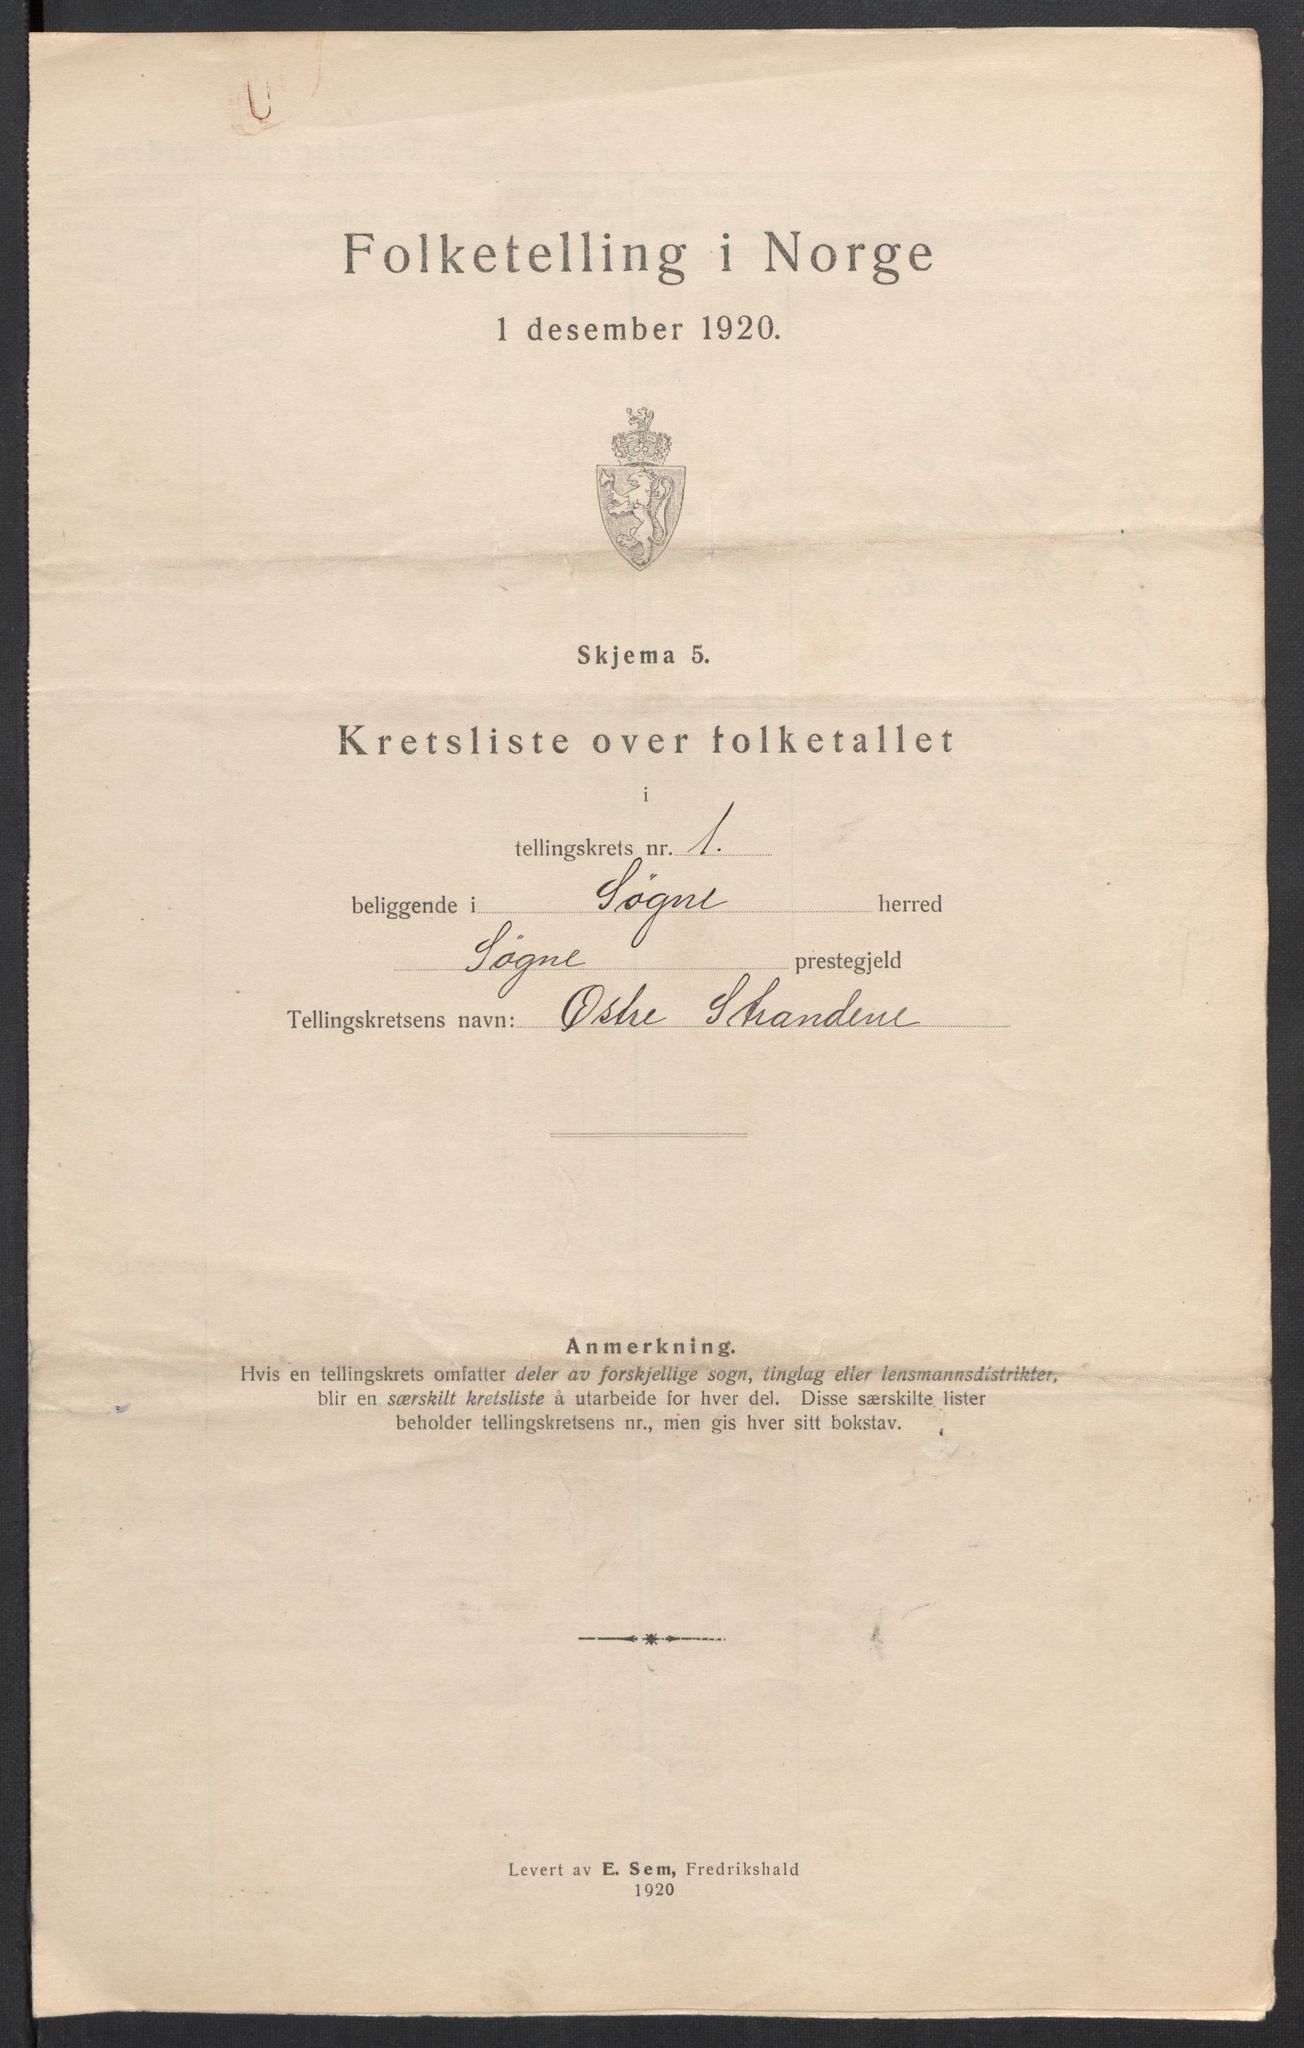 Folketelling i Norge
1 desember 1920.
Skjema 5.
Kretsliste over folketallet
i
tellingskrets nr. 1.
beliggende i Søgne herred
Søgne prestegjeld
Tellingskretsens navn: Østre Strandene
Anmerkning.
Hvis en tellingskrets omfatter deler av forskjellige sogn, tinglag eller lensmannsdistrikter,
blir en særskilt kretsliste å utarbeide for hver del. Disse særskilte lister
beholder tellingskretsens nr., men gis hver sitt bokstav.
Levert av E. Sem, Fredrikshald
1920